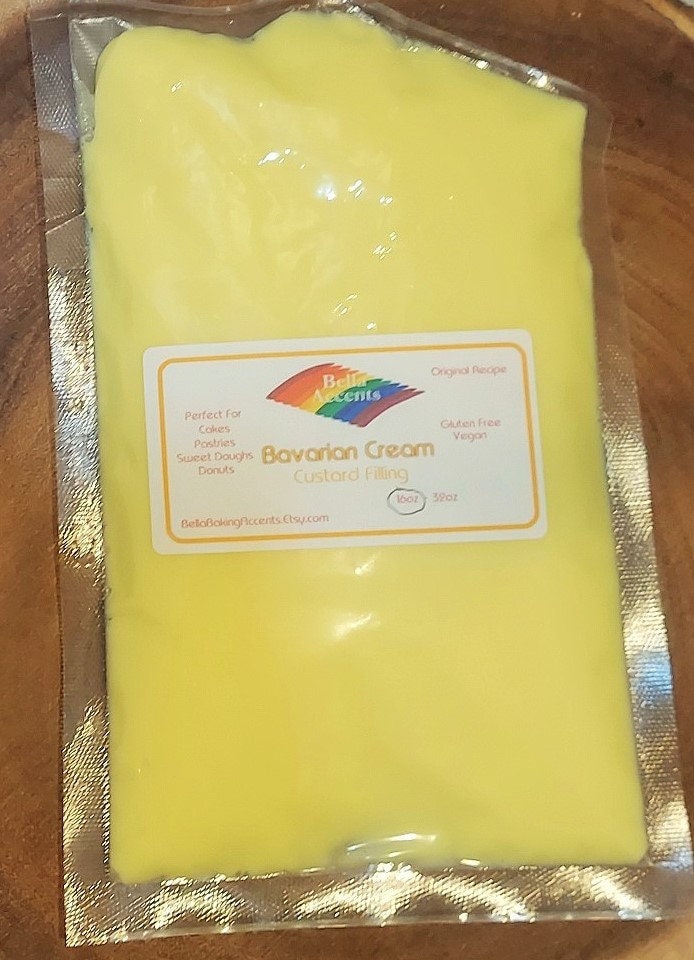 Bella
Accents
Original Recipe
Perfect For
Cakes
Pastries
Sweet Doughs
Donuts
Gluten Free
Vegan
Bavarian Cream
Custard Filling
16oz 32oz
BellaBakingAccents.Etsy.com